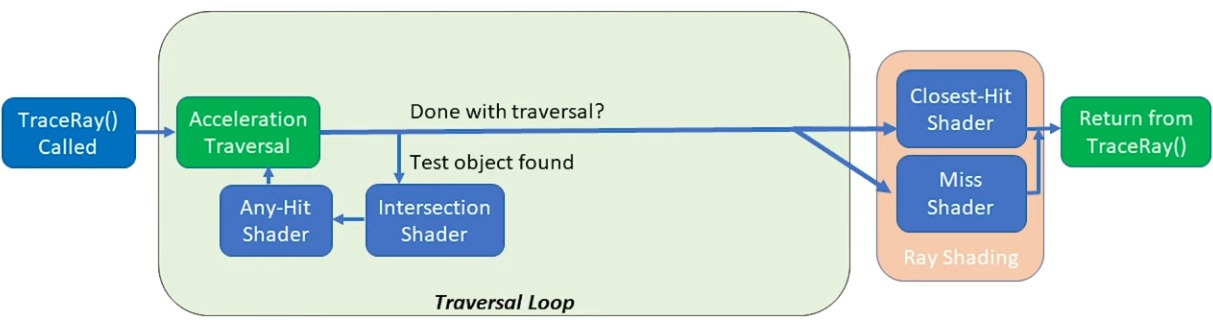 TraceRay()
Called
Acceleration
Traversal
Done with traversal?
Test object found
Any-Hit
Shader
Intersection
Shader
Traversal Loop
Closest-Hit
Shader
Miss
Shader
Ray Shading
Return from
TraceRay()